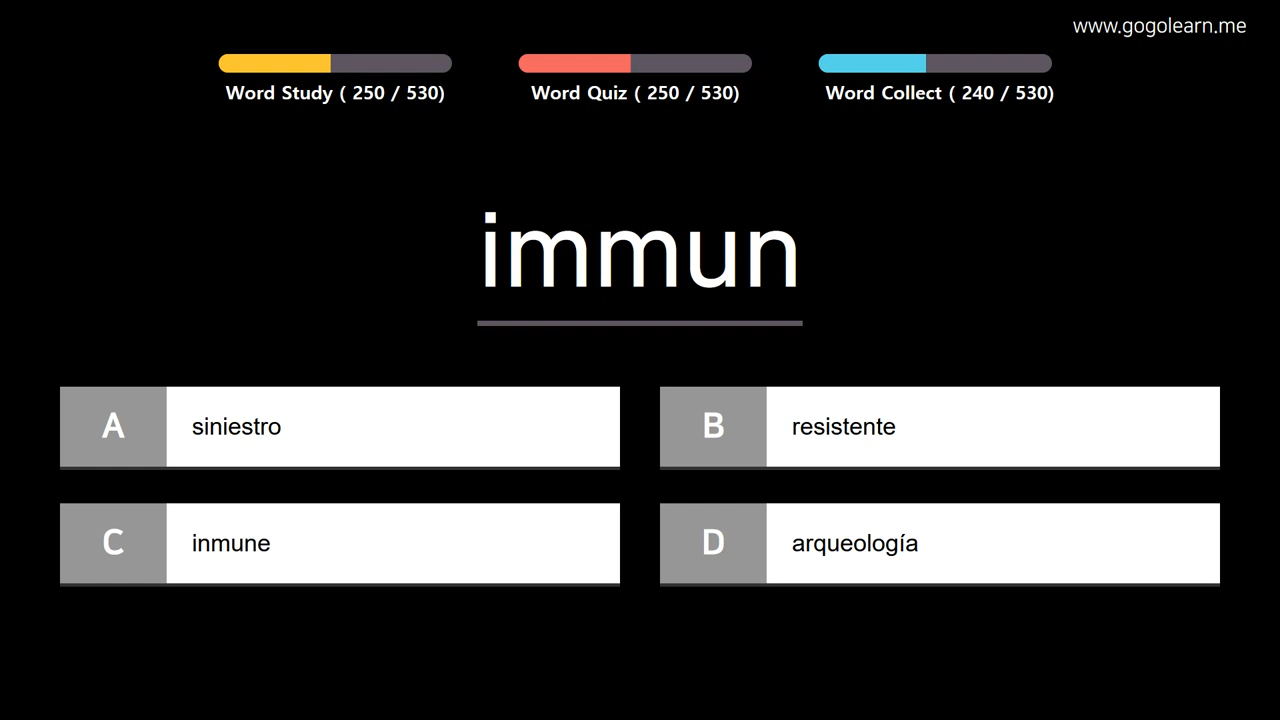 www.gogolearn.me
Word Study ( 250 / 530)
Word Quiz ( 250 / 530)
Word Collect ( 240 / 530)
immun
A siniestro
B resistente
C inmune
D arqueología